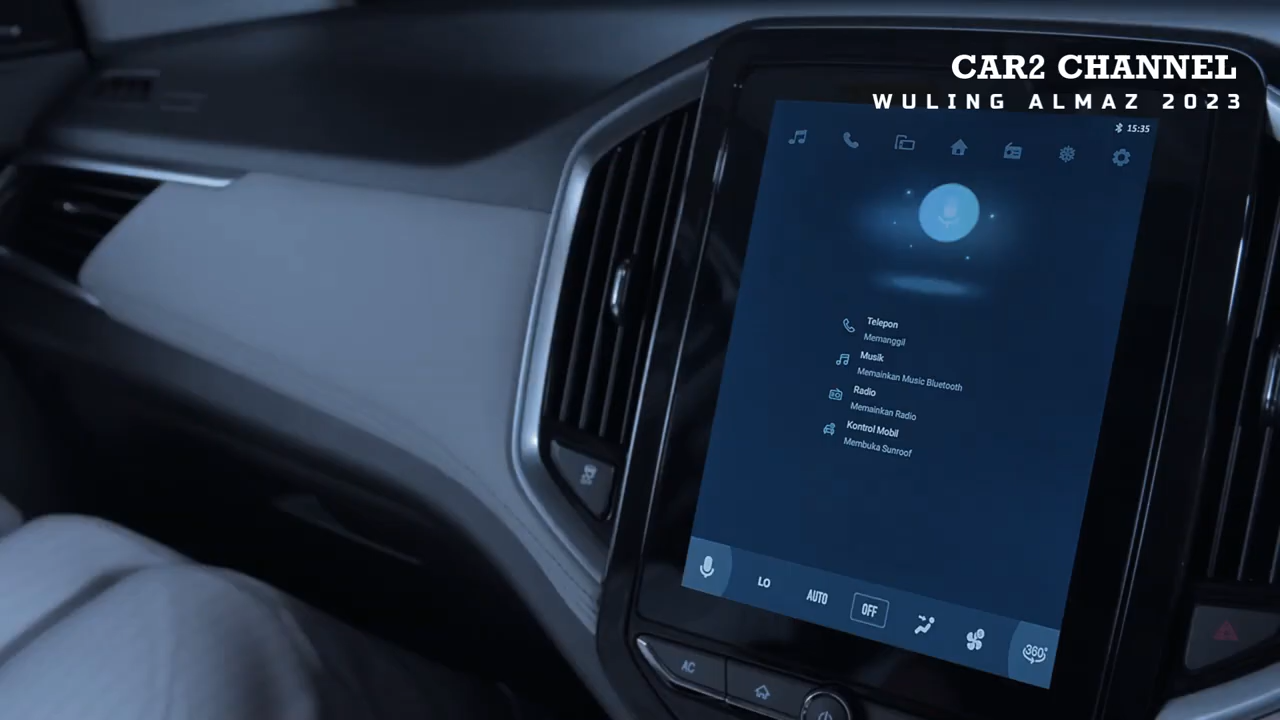 CAR2 CHANNEL
WULING ALMAZ 2023
15:35
Telepon
Memanggil
Musik
Memainkan Music Bluetooth
Radio
Memainkan Radio
Kontrol Mobil
Membuka Sunroof
LO AUTO OFF 360°
AC